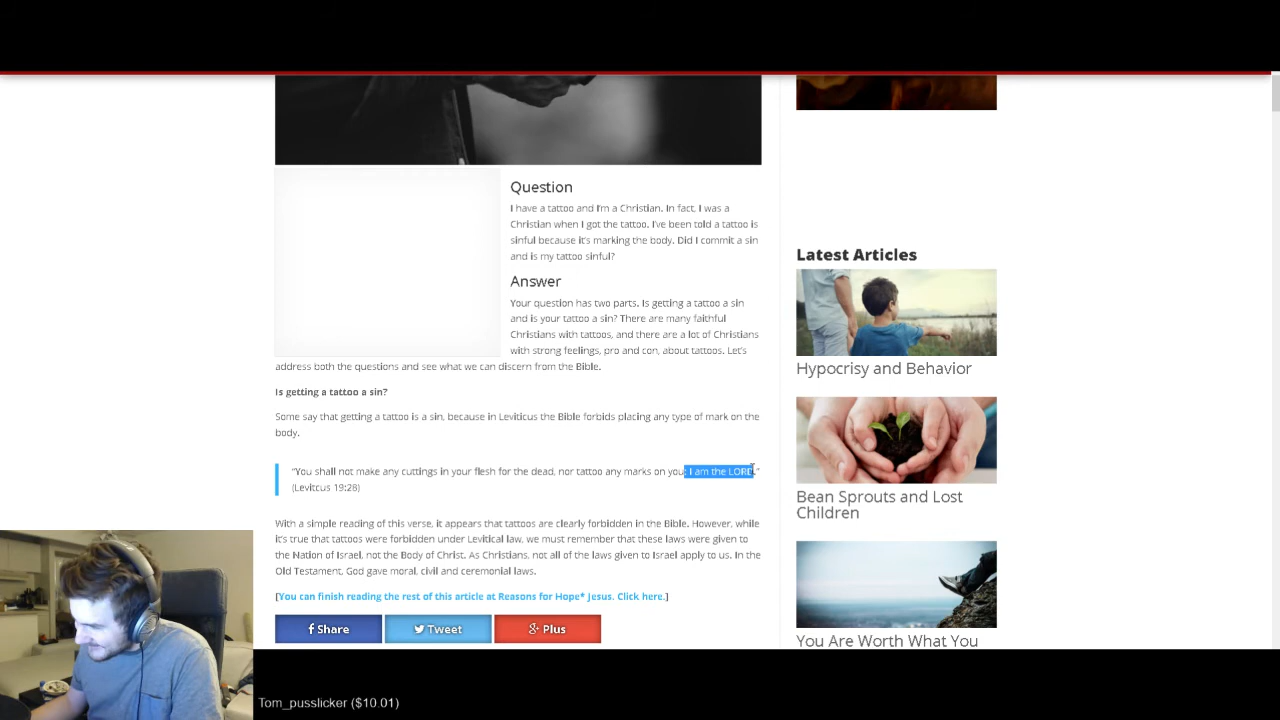 Question
I have a tattoo and I'm a Christian. In fact, I was a
Christian when I got the tattoo. I've been told a tattoo is
sinful because it's marking the body. Did I commit a sin
and is my tattoo sinful?
Answer
Your question has two parts. Is getting a tattoo a sin
and is your tattoo a sin? There are many faithful
Christians with tattoos, and there are a lot of Christians
with strong feelings, pro and con, about tattoos. Let's
address both the questions and see what we can discern from the Bible.
Is getting a tattoo a sin?
Some say that getting a tattoo is a sin, because in Leviticus the Bible forbids placing any type of mark on the
body.
"You shall not make any cuttings in your flesh for the dead, nor tattoo any marks on you: I am the LORD."
(Levitcus 19:28)
With a simple reading of this verse, it appears that tattoos are clearly forbidden in the Bible. However, while
it's true that tattoos were forbidden under Levitical law, we must remember that these laws were given to
the Nation of Israel, not the Body of Christ. As Christians, not all of the laws given to Israel apply to us. In the
Old Testament, God gave moral, civil and ceremonial laws.
[You can finish reading the rest of this article at Reasons for Hope* Jesus. Click here.]
Share
Tweet
Plus
Latest Articles
Hypocrisy and Behavior
Bean Sprouts and Lost
Children
You Are Worth What You
Tom_pusslicker ($10.01)